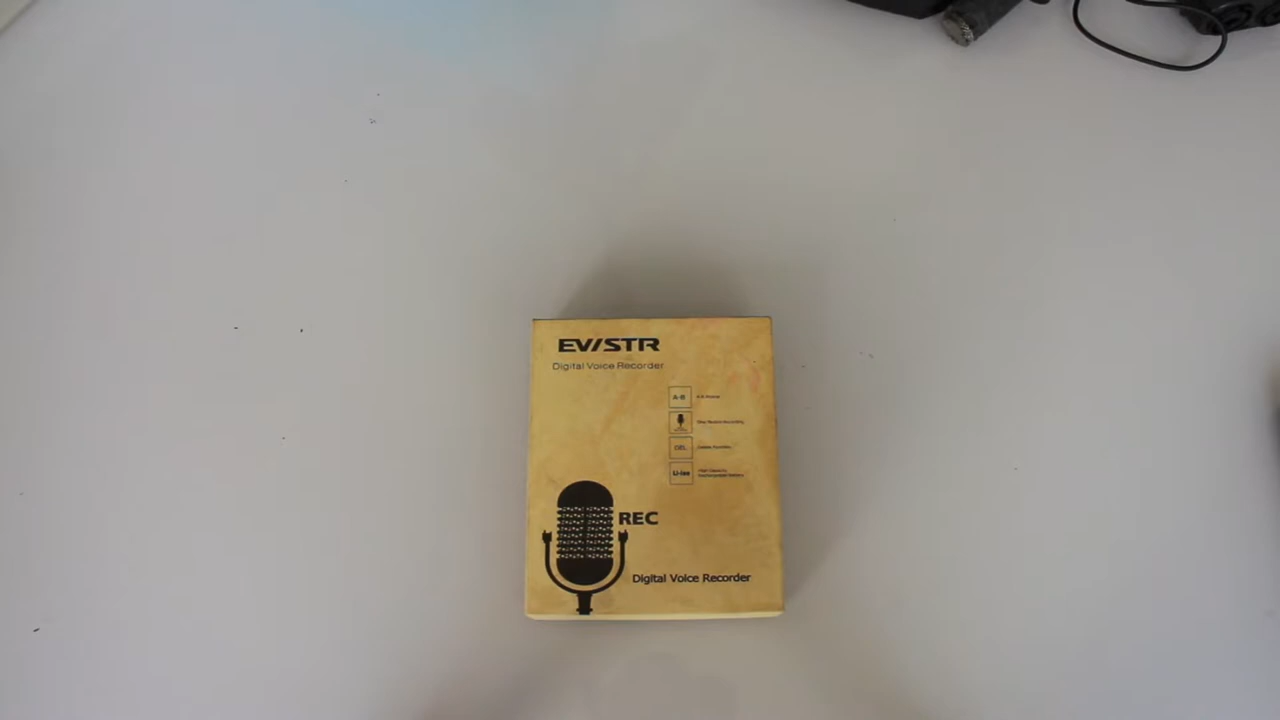 EVISTR
Digital Voice Recorder
A-B
DEL
Li-ion
REC
Digital Voice Recorder